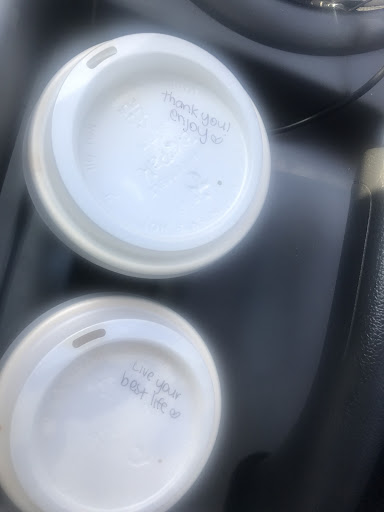 Thank you!
enjoy ♡
Live your
best life ♡